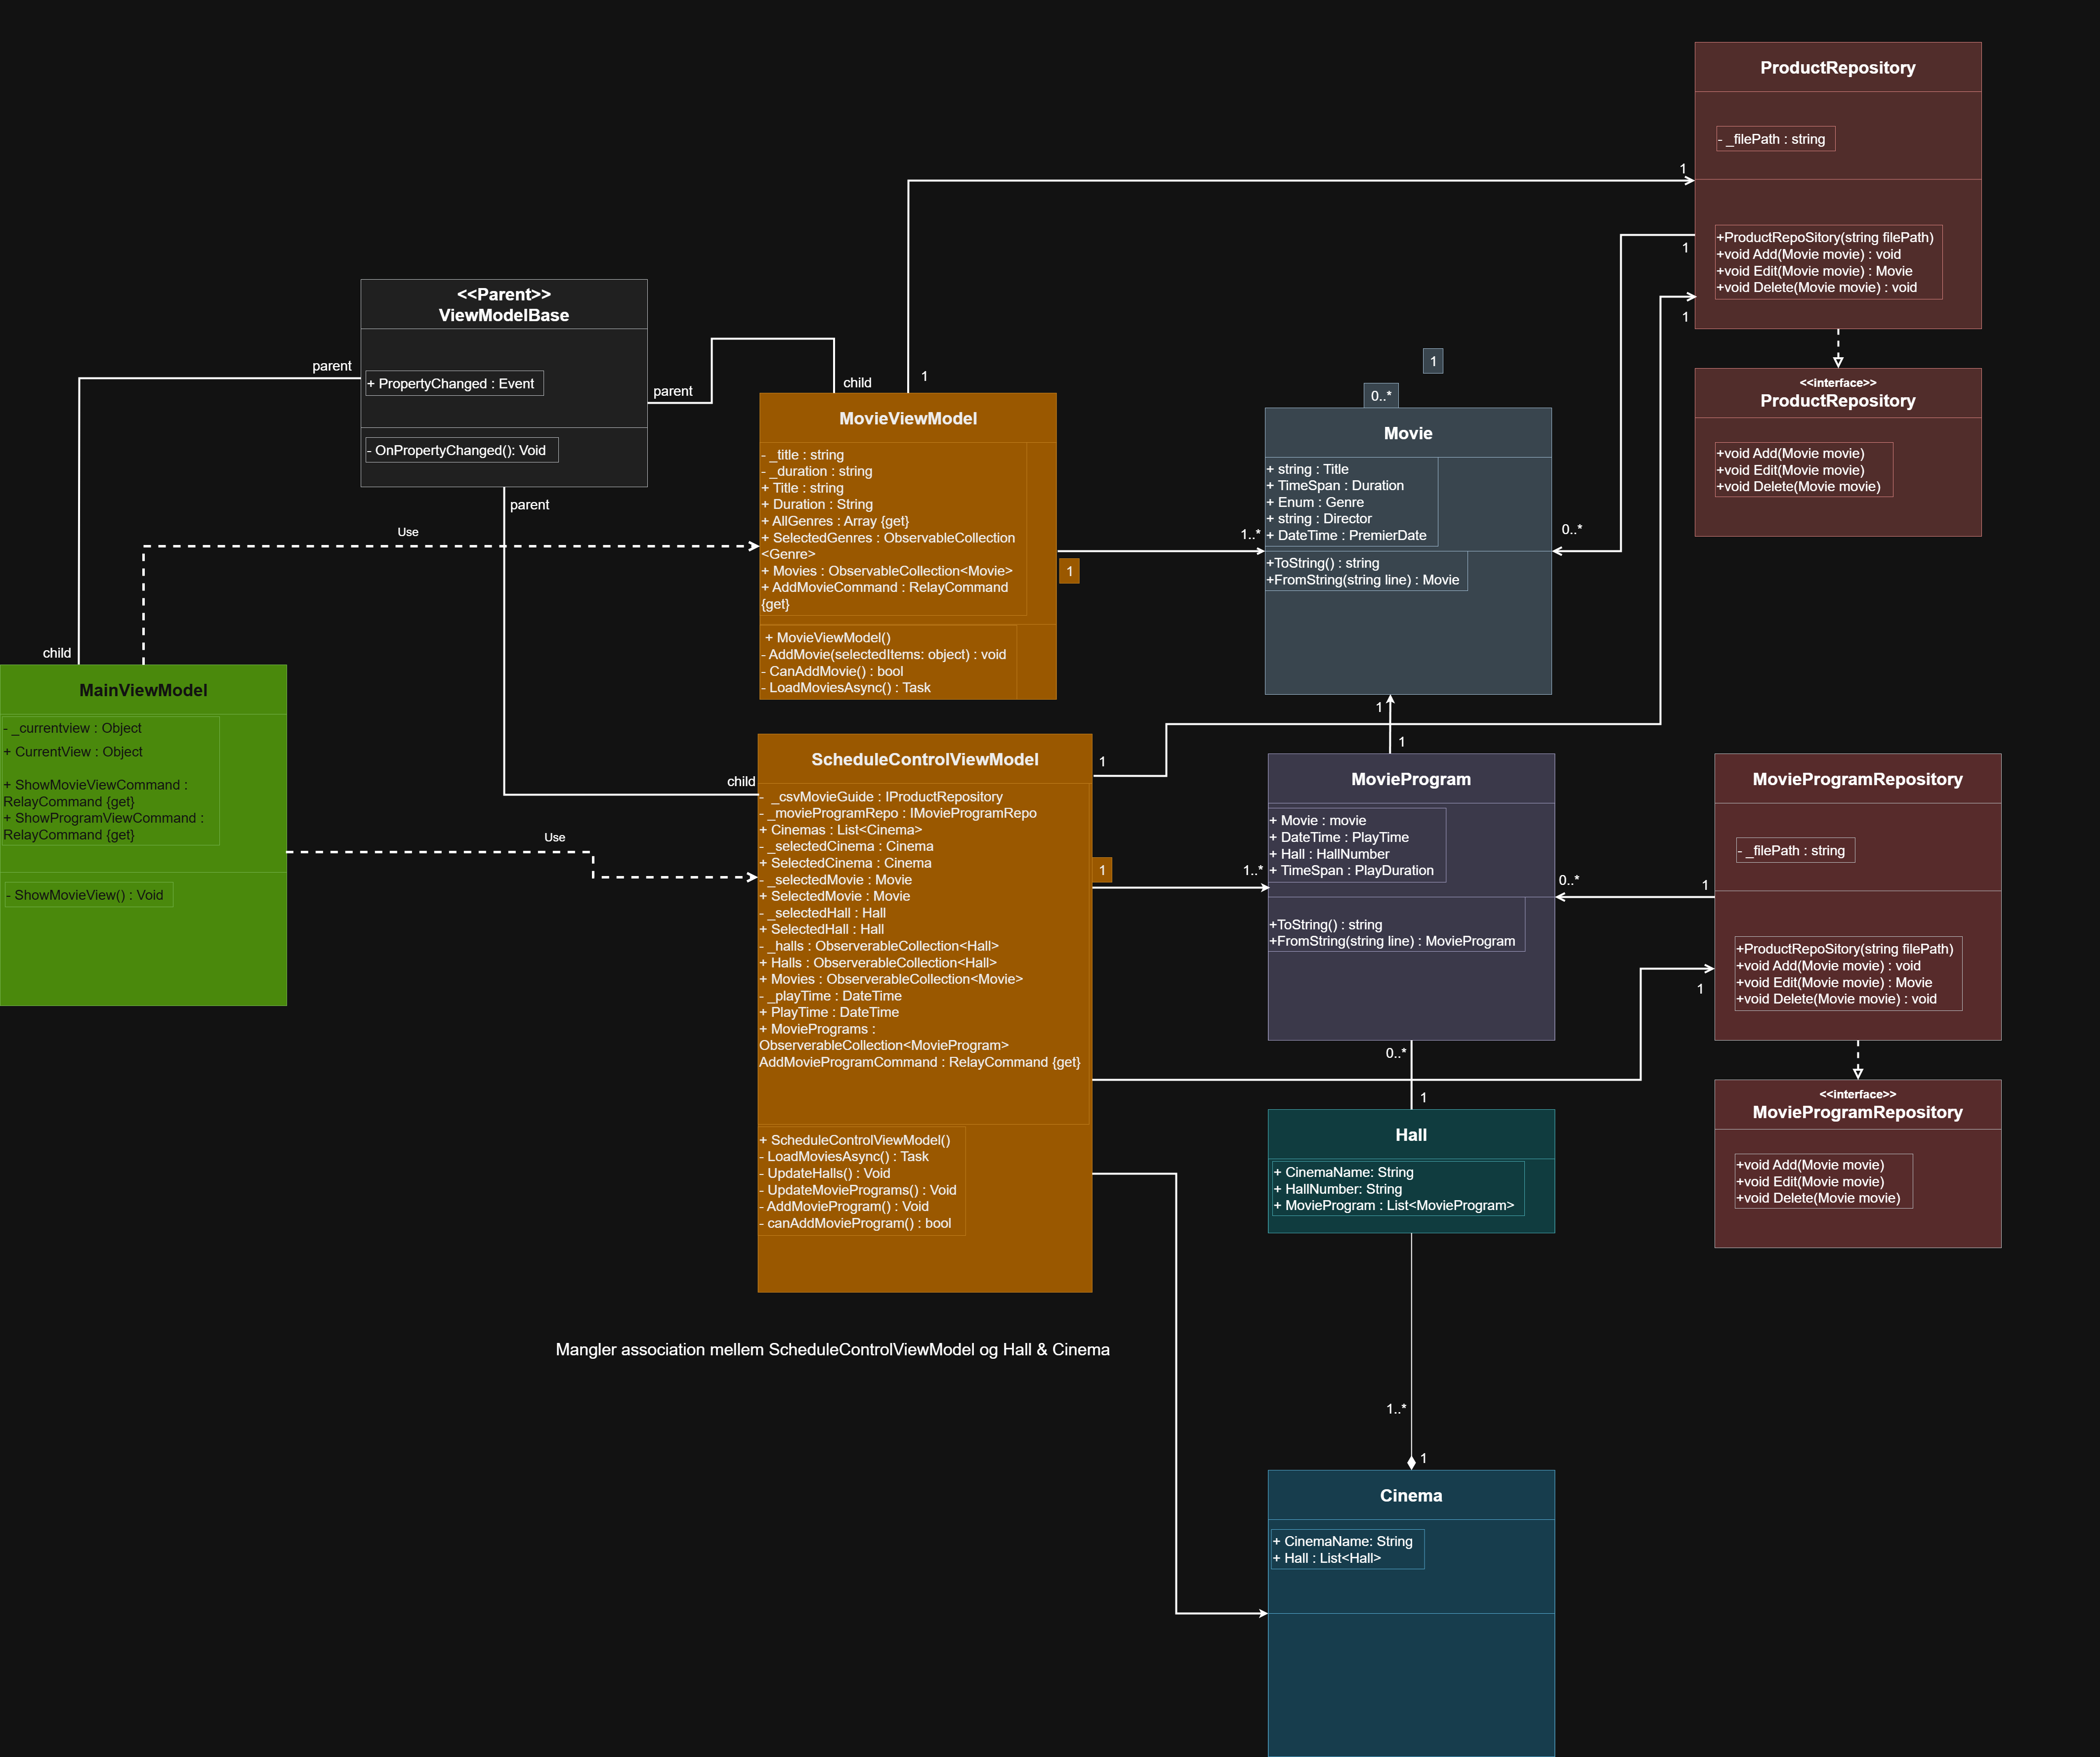 ProductRepository
- _filePath : string
1
+ProductRepoSitory(string filePath)
+void Add(Movie movie) : void
+void Edit(Movie movie) : Movie
+void Delete(Movie movie) : void
1
1
<<interface>>
ProductRepository
+void Add(Movie movie)
+void Edit(Movie movie)
+void Delete(Movie movie)
<<Parent>>
ViewModelBase
+ PropertyChanged : Event
- OnPropertyChanged(): Void
parent
parent
parent
child
1
MovieViewModel
- _title : string
- _duration : string
+ Title : string
+ Duration : String
+ AllGenres : Array {get}
+ SelectedGenres : ObservableCollection
<Genre>
+ Movies : ObservableCollection<Movie>
+ AddMovieCommand : RelayCommand
{get}
+ MovieViewModel()
- AddMovie(selectedItems: object) : void
- CanAddMovie() : bool
- LoadMoviesAsync() : Task
1
0..*
Movie
+ string : Title
+ TimeSpan : Duration
+ Enum : Genre
+ string : Director
+ DateTime : PremierDate
+ToString() : string
+FromString(string line) : Movie
1..*
1
0..*
Use
child
MainViewModel
- _currentview : Object
+ CurrentView : Object
+ ShowMovieViewCommand :
RelayCommand {get}
+ ShowProgramViewCommand :
RelayCommand {get}
- ShowMovieView() : Void
Use
child
ScheduleControlViewModel
- _csvMovieGuide : IProductRepository
- _movieProgramRepo : IMovieProgramRepo
+ Cinemas : List<Cinema>
- _selectedCinema : Cinema
+ SelectedCinema : Cinema
- _selectedMovie : Movie
+ SelectedMovie : Movie
- _selectedHall : Hall
+ SelectedHall : Hall
- _halls : ObserverableCollection<Hall>
+ Halls : ObserverableCollection<Hall>
+ Movies : ObserverableCollection<Movie>
- _playTime : DateTime
+ PlayTime : DateTime
+ MoviePrograms :
ObserverableCollection<MovieProgram>
AddMovieProgramCommand : RelayCommand {get}
+ ScheduleControlViewModel()
- LoadMoviesAsync() : Task
- UpdateHalls() : Void
- UpdateMoviePrograms() : Void
- AddMovieProgram() : Void
- canAddMovieProgram() : bool
1
1
1..*
1
1
MovieProgram
+ Movie : movie
+ DateTime : PlayTime
+ Hall : HallNumber
+ TimeSpan : PlayDuration
+ToString() : string
+FromString(string line) : MovieProgram
0..*
1
1
MovieProgramRepository
- _filePath : string
+ProductRepoSitory(string filePath)
+void Add(Movie movie) : void
+void Edit(Movie movie) : Movie
+void Delete(Movie movie) : void
<<interface>>
MovieProgramRepository
+void Add(Movie movie)
+void Edit(Movie movie)
+void Delete(Movie movie)
0..*
1
Hall
+ CinemaName: String
+ HallNumber: String
+ MovieProgram : List<MovieProgram>
Mangler association mellem ScheduleControlViewModel og Hall & Cinema
1..*
1
Cinema
+ CinemaName: String
+ Hall : List<Hall>